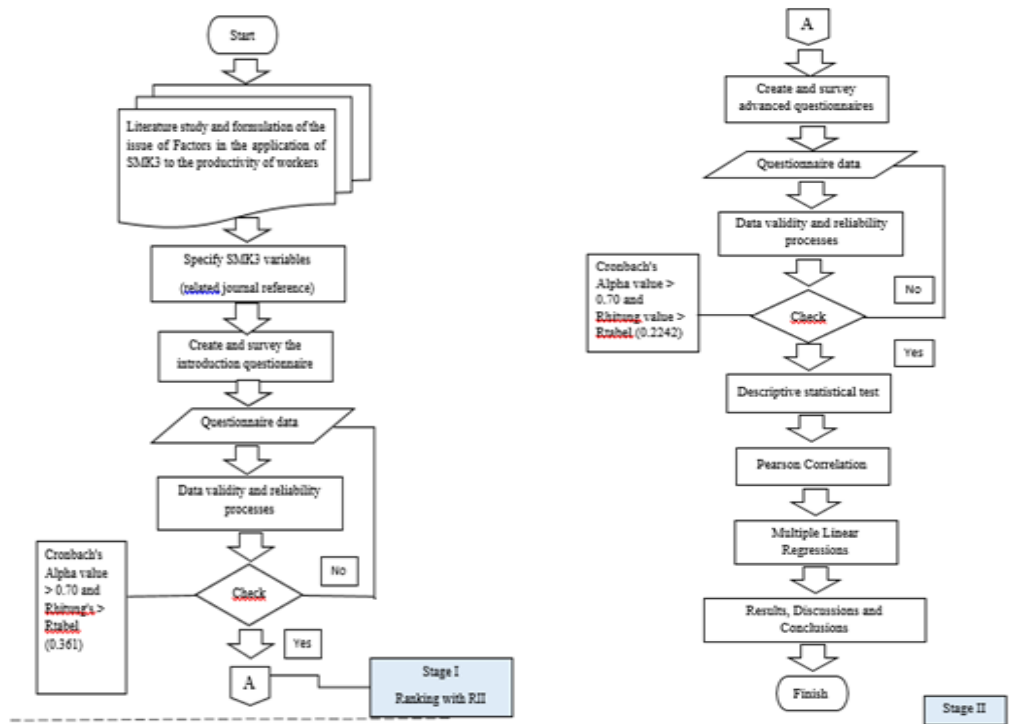 Start
Literature study and formulation of the
issue of Factors in the application of
SMK3 to the productivity of workers
Specify SMK3 variables
(related journal reference)
Create and survey the
introduction questionnaire
Questionnaire data
Data validity and reliability
processes
Cronbach's
Alpha value
> 0.70 and
Rhitung's >
Rtabel
(0.361)
Check
No
Yes
A
Stage I
Ranking with RII
A
Create and survey
advanced questionnaires
Questionnaire data
Data validity and reliability
processes
Cronbach's
Alpha value >
0.70 and
Rhitung value >
Rtabel (0.2242)
Check
No
Yes
Descriptive statistical test
Pearson Correlation
Multiple Linear
Regressions
Results, Discussions and
Conclusions
Finish
Stage II